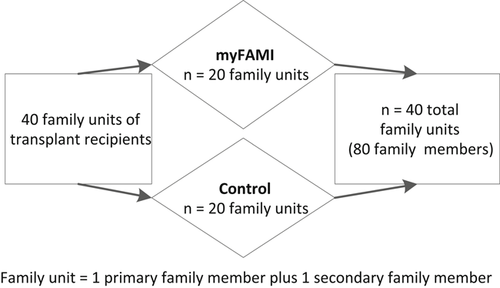 myFAMI
n = 20 family units
40 family units of
transplant recipients
n = 40 total
family units
(80 family members)
Control
n = 20 family units
Family unit = 1 primary family member plus 1 secondary family member